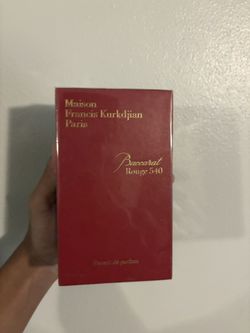 Maison
Francis Kurkdjian
Paris
Baccarat
Rouge 540
Extrait de parfum